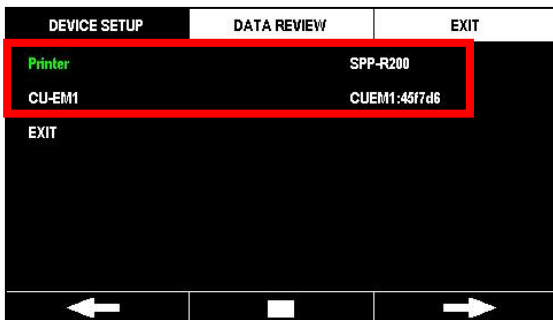 DEVICE SETUP DATA REVIEW EXIT
Printer SPP-R200
CU-EM1 CUEM1:45f7d6
EXIT